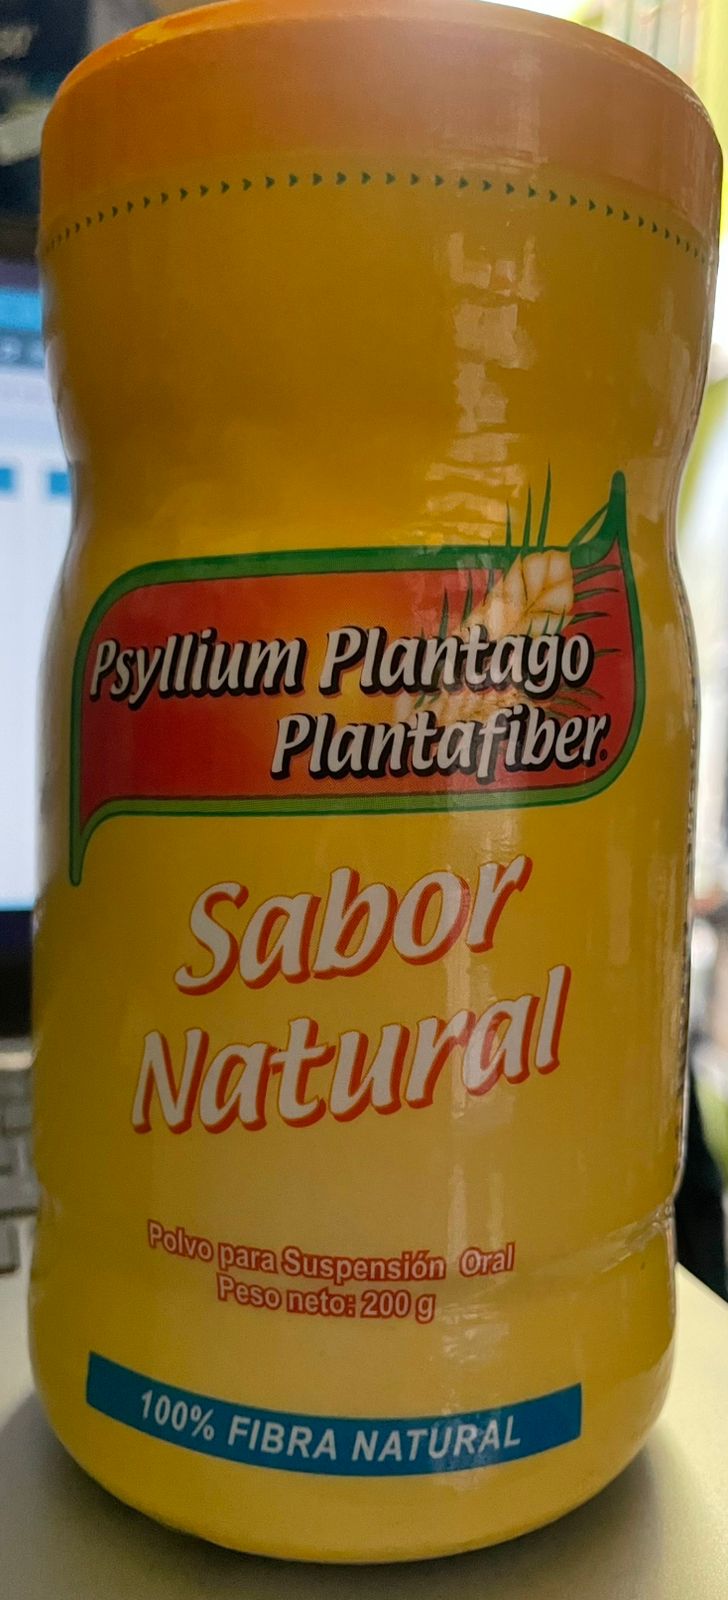 Psyllium Plantago
Plantafiber®
Sabor
Natural
Polvo para Suspensión Oral
Peso neto: 200 g
100% FIBRA NATURAL